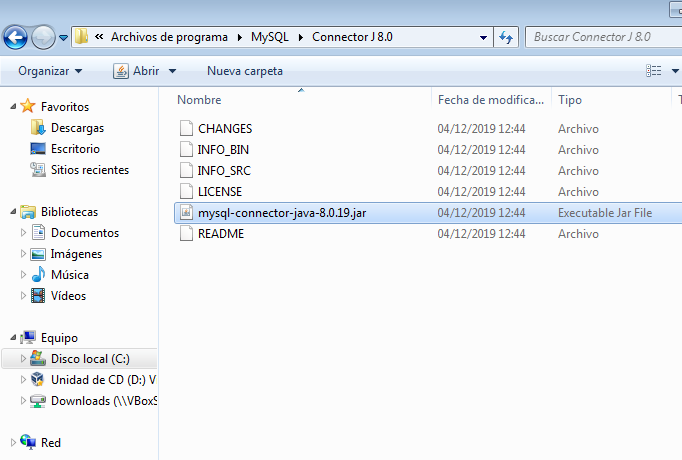 « Archivos de programa ▸ MySQL ▸ Connector J 8.0
Buscar Connector J 8.0
Organizar Abrir Nueva carpeta
Nombre Fecha de modifica... Tipo
CHANGES 04/12/2019 12:44 Archivo
INFO_BIN 04/12/2019 12:44 Archivo
INFO_SRC 04/12/2019 12:44 Archivo
LICENSE 04/12/2019 12:44 Archivo
mysql-connector-java-8.0.19.jar 04/12/2019 12:44 Executable Jar File
README 04/12/2019 12:44 Archivo
Favoritos
Descargas
Escritorio
Sitios recientes
Bibliotecas
Documentos
Imágenes
Música
Vídeos
Equipo
Disco local (C:)
Unidad de CD (D:) V
Downloads (\\VBoxS
Red